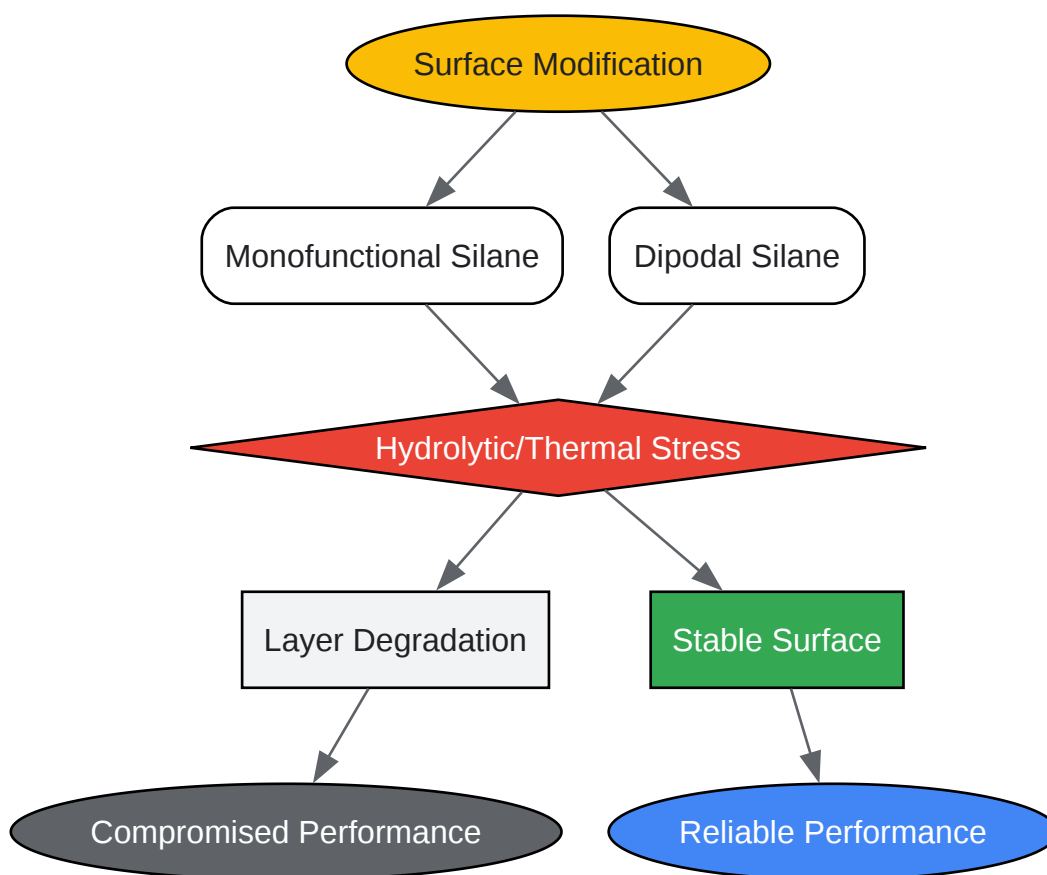 Surface Modification
Monofunctional Silane
Dipodal Silane
Hydrolytic/Thermal Stress
Layer Degradation
Stable Surface
Compromised Performance
Reliable Performance